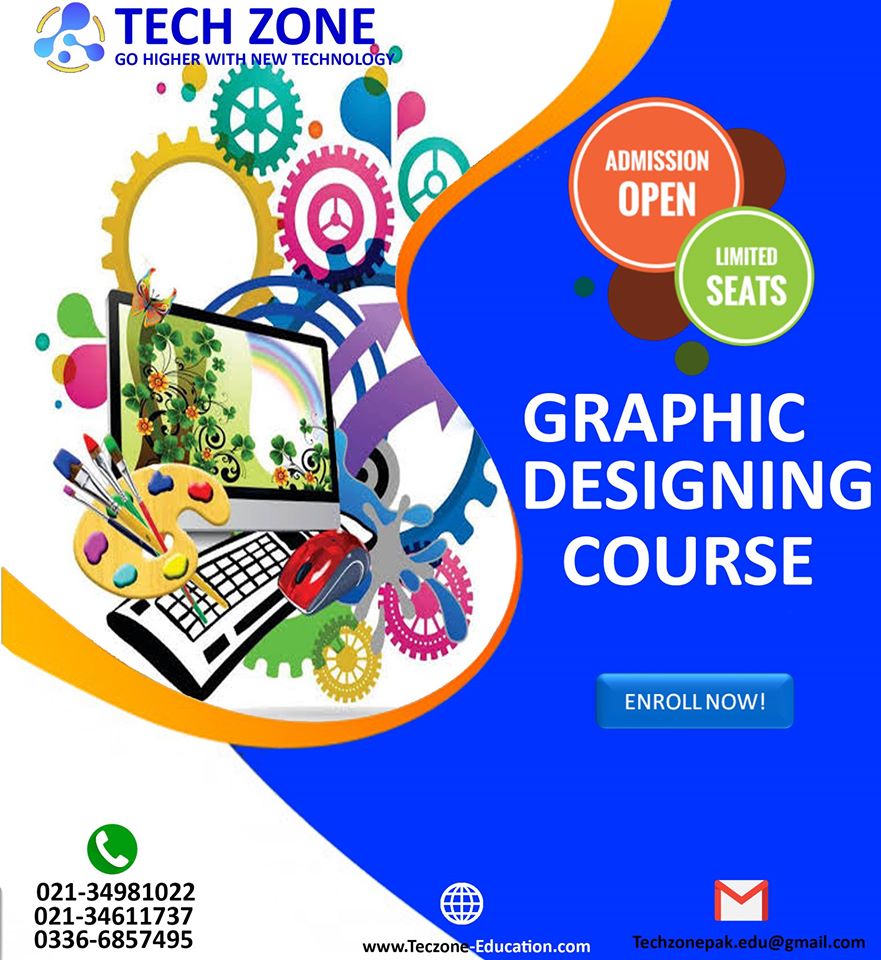 TECH ZONE
GO HIGHER WITH NEW TECHNOLOGY
ADMISSION
OPEN
LIMITED
SEATS
GRAPHIC
DESIGNING
COURSE
ENROLL NOW!
021-34981022
021-34611737
0336-6857495
www.Teczone-Education.com
Techzonepak.edu@gmail.com